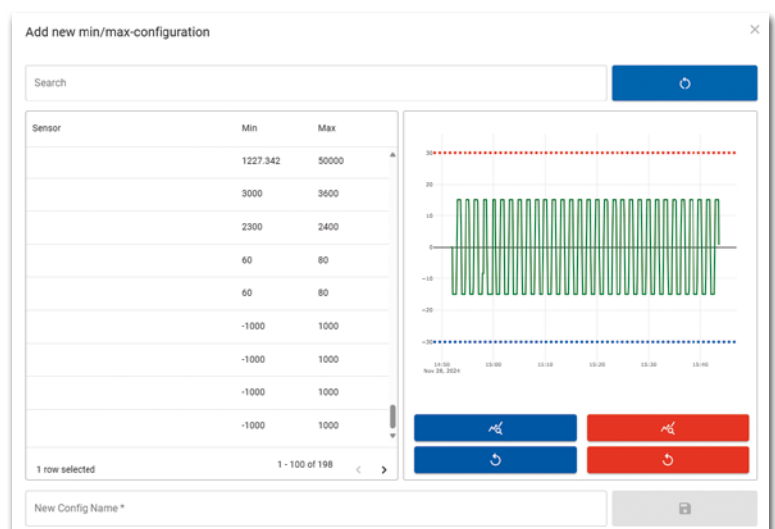 Add new min/max-configuration
Search
Sensor Min Max
1227.342 50000
3000 3600
2300 2400
60 80
60 80
-1000 1000
-1000 1000
-1000 1000
-1000 1000
1 row selected 1 - 100 of 198
30
20
10
0
-10
-20
-30
14:50 15:00 15:10 15:20 15:30 15:40
Nov 28, 2024
New Config Name *